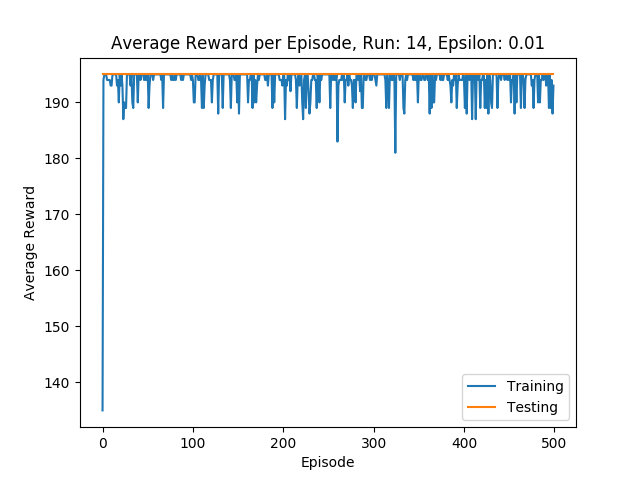 Average Reward per Episode, Run: 14, Epsilon: 0.01
Average Reward
190
180
170
160
150
140
0
100
200
300
400
500
Episode
Training
Testing